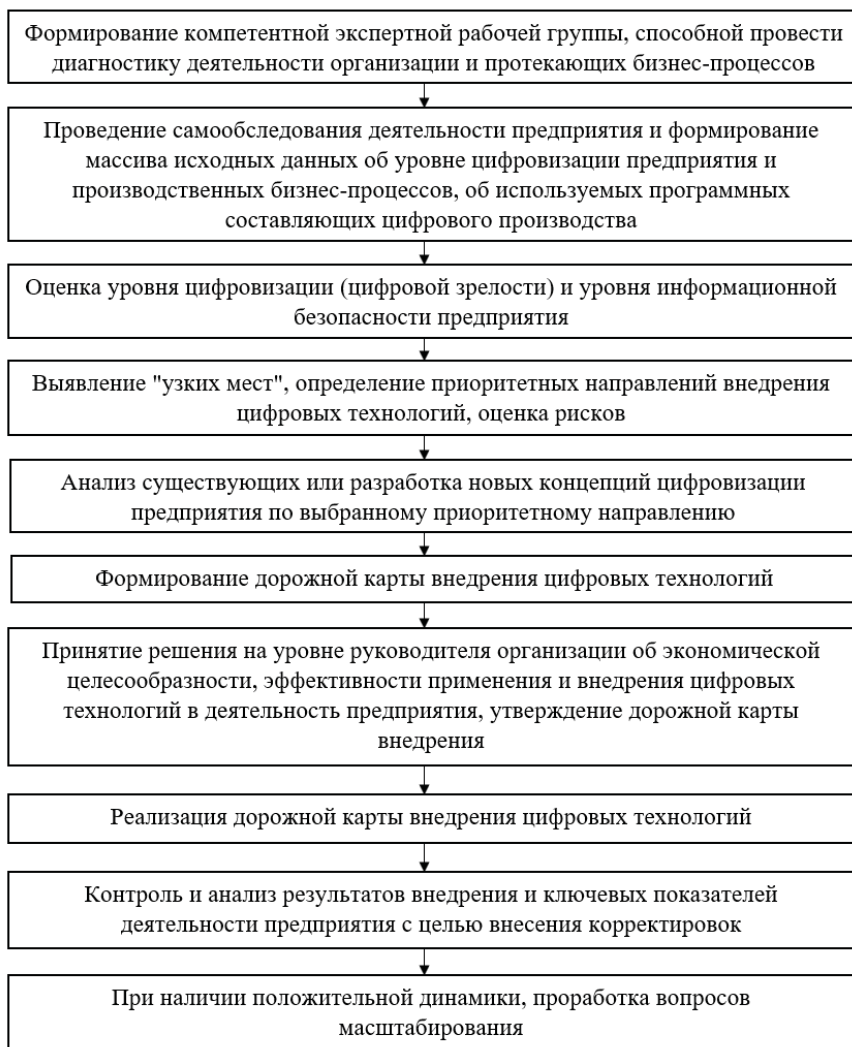 Формирование компетентной экспертной рабочей группы, способной провести
диагностику деятельности организации и протекающих бизнес-процессов
Проведение самообследования деятельности предприятия и формирование
массива исходных данных об уровне цифровизации предприятия и
производственных бизнес-процессов, об используемых программных
составляющих цифрового производства
Оценка уровня цифровизации (цифровой зрелости) и уровня информационной
безопасности предприятия
Выявление "узких мест", определение приоритетных направлений внедрения
цифровых технологий, оценка рисков
Анализ существующих или разработка новых концепций цифровизации
предприятия по выбранному приоритетному направлению
Формирование дорожной карты внедрения цифровых технологий
Принятие решения на уровне руководителя организации об экономической
целесообразности, эффективности применения и внедрения цифровых
технологий в деятельность предприятия, утверждение дорожной карты
внедрения
Реализация дорожной карты внедрения цифровых технологий
Контроль и анализ результатов внедрения и ключевых показателей
деятельности предприятия с целью внесения корректировок
При наличии положительной динамики, проработка вопросов
масштабирования